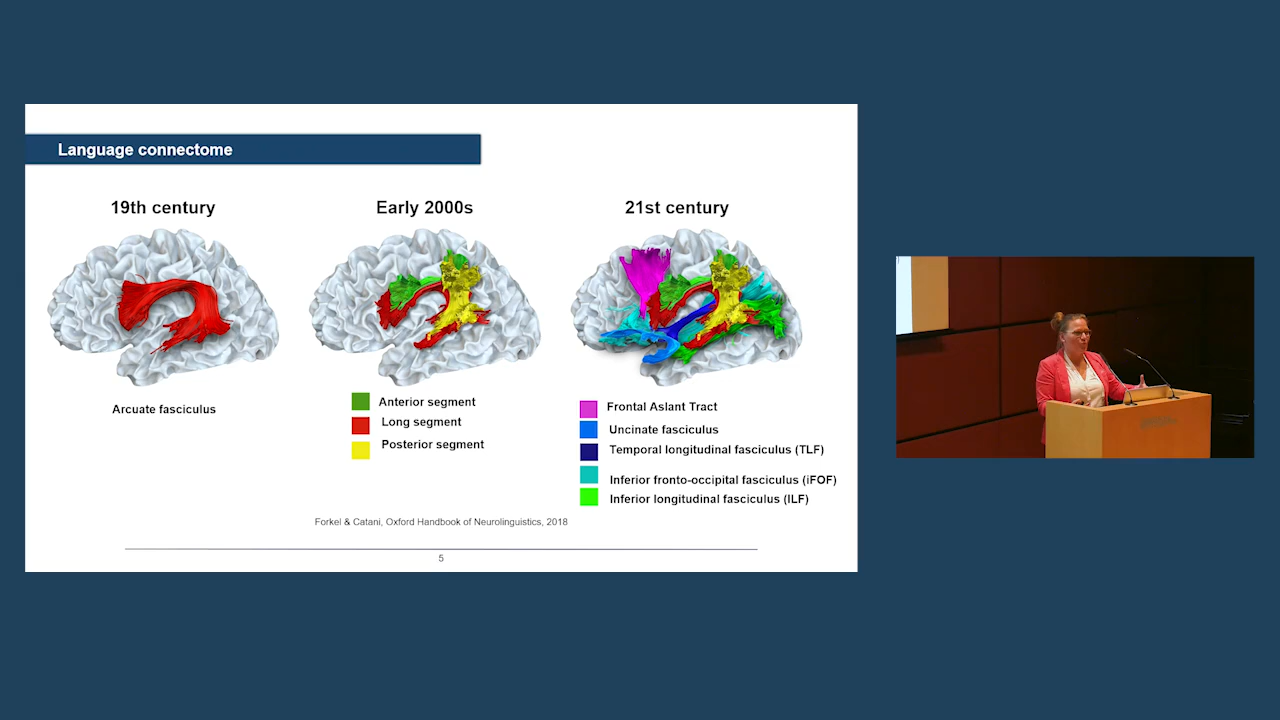 Language connectome
19th century
Early 2000s
21st century
Arcuate fasciculus
Anterior segment
Long segment
Posterior segment
Frontal Aslant Tract
Uncinate fasciculus
Temporal longitudinal fasciculus (TLF)
Inferior fronto-occipital fasciculus (iFOF)
Inferior longitudinal fasciculus (ILF)
Forkel & Catani, Oxford Handbook of Neurolinguistics, 2018
5